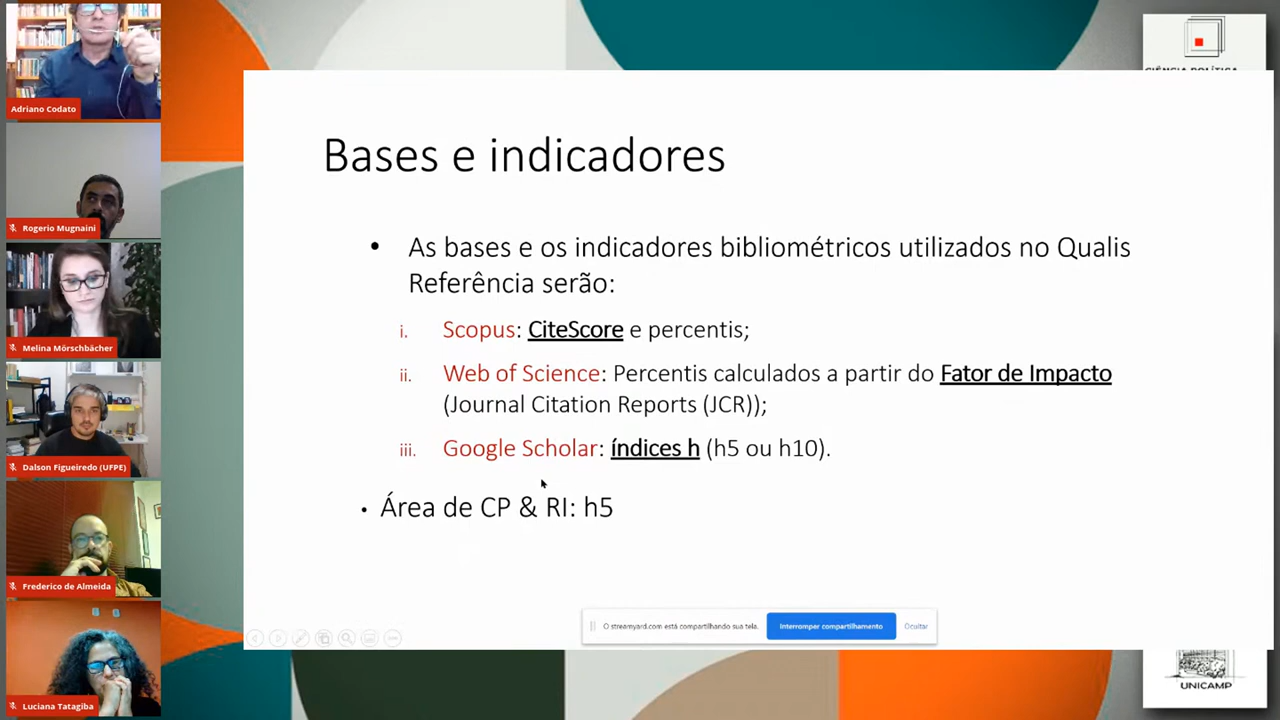 Adriano Codato
Rogerio Mugnaini
Melina Mörschbächer
Dalson Figueiredo (UFPE)
Frederico de Almeida
Luciana Tatagiba
CIÊNCIA POLÍTICA
Bases e indicadores
• As bases e os indicadores bibliométricos utilizados no Qualis
Referência serão:
i. Scopus: CiteScore e percentis;
ii. Web of Science: Percentis calculados a partir do Fator de Impacto
(Journal Citation Reports (JCR));
iii. Google Scholar: índices h (h5 ou h10).
• Área de CP & RI: h5
O streamyard.com está compartilhando sua tela.
Interromper compartilhamento
Ocultar
UNICAMP